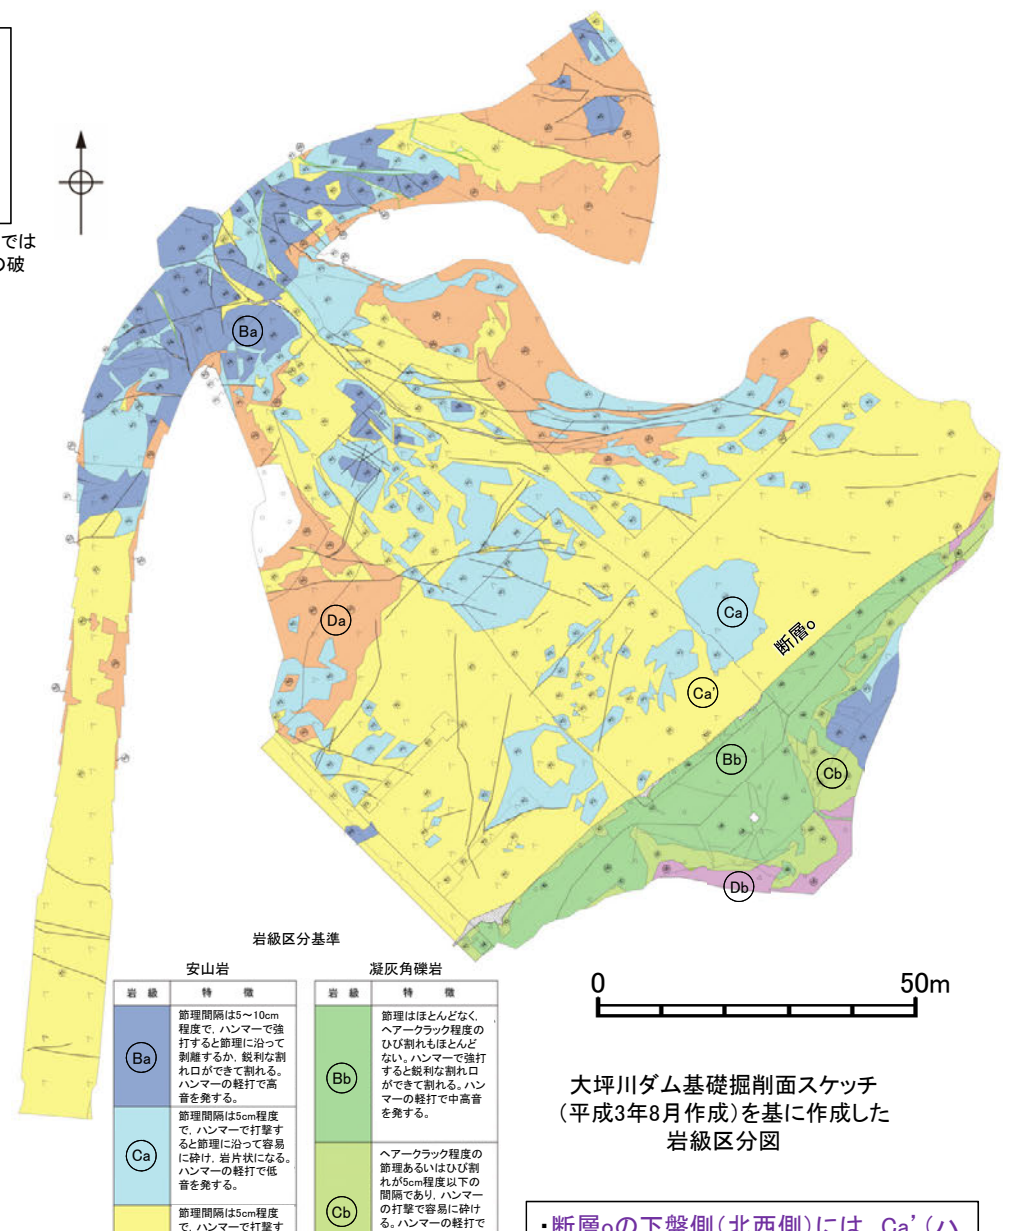 では
の破
Ba
Da
Ca
断層o
Ca'
Bb
Cb
Db
岩級区分基準
安山岩
岩 級
特 徴
Ba
節理間隔は5～10cm
程度で、ハンマーで強
打すると節理に沿って
剥離するか、鋭利な割
れ口ができて割れる。
ハンマーの軽打で高
音を発する。
Ca
節理間隔は5cm程度
で、ハンマーで打撃す
ると節理に沿って容易
に砕け、岩片状になる。
ハンマーの軽打で低
音を発する。
節理間隔は5cm程度
で、ハンマーで打撃す
凝灰角礫岩
岩 級
特 徴
Bb
節理はほとんどなく、
ヘアークラック程度の
ひび割れもほとんど
ない。ハンマーで強打
すると鋭利な割れ口
ができて割れる。ハン
マーの軽打で中高音
を発する。
Cb
ヘアークラック程度の
節理あるいはひび割
れが5cm程度以下の
間隔であり、ハンマー
の打撃で容易に砕け
る。ハンマーの軽打で
0 50m
大坪川ダム基礎掘削面スケッチ
（平成3年8月作成）を基に作成した
岩級区分図
・断層oの下盤側（北西側）には、Ca'（ハ